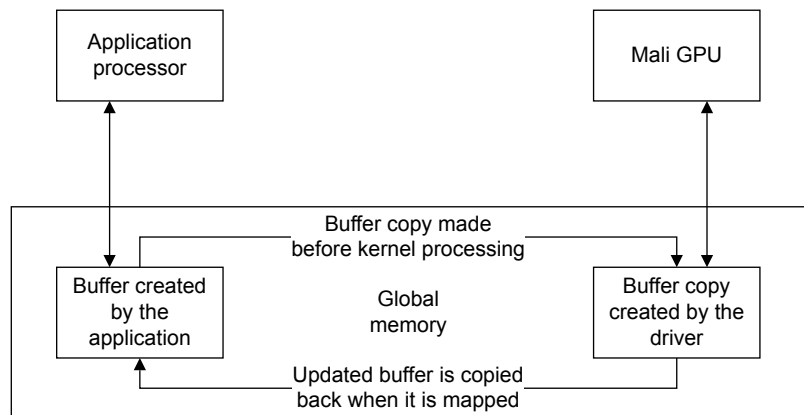 Application
processor
Mali GPU
Buffer copy made
before kernel processing
Buffer created
by the
application
Global
memory
Buffer copy
created by the
driver
Updated buffer is copied
back when it is mapped